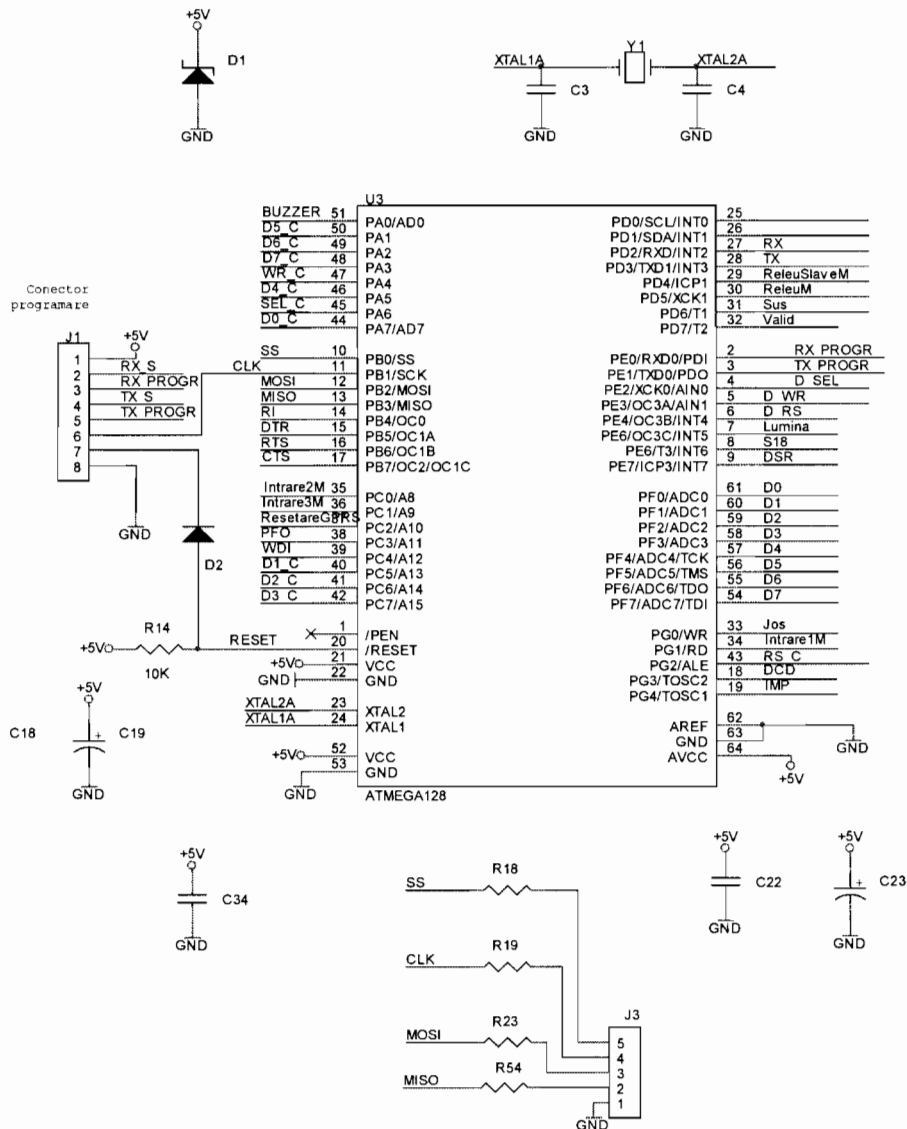 +5V
D1
GND
XTAL1A
Y1
XTAL2A
C3
C4
GND
GND
U3
BUZZER 51 PA0/AD0
D5_C 50 PA1
D6_C 49 PA2
D7_C 48 PA3
WR_C 47 PA4
D4_C 46 PA5
SEL_C 45 PA6
D0_C 44 PA7/AD7
PD0/SCL/INT0 25
PD1/SDA/INT1 26
PD2/RXD/INT2 27 RX
PD3/TXD1/INT3 28 TX
PD4/ICP1 29 ReleuSlaveM
PD5/XCK1 30 ReleuM
PD6/T1 31 Sus
PD7/T2 32 Valid
Conector
programare
J1
+5V
1
2 RX_S
3 RX_PROGR
4 TX_S
5 TX_PROGR
6
7
8
GND
D2
SS 10 PB0/SS
CLK 11 PB1/SCK
MOSI 12 PB2/MOSI
MISO 13 PB3/MISO
RI 14 PB4/OC0
DTR 15 PB5/OC1A
RTS 16 PB6/OC1B
CTS 17 PB7/OC2/OC1C
PE0/RXD0/PDI 2 RX_PROGR
PE1/TXD0/PDO 3 TX_PROGR
PE2/XCK0/AIN0 4 D_SEL
PE3/OC3A/AIN1 5 D_WR
PE4/OC3B/INT4 6 D_RS
PE6/OC3C/INT5 7 Lumina
PE6/T3/INT6 8 S18
PE7/ICP3/INT7 9 DSR
Intrare2M 35 PC0/A8
Intrare3M 36 PC1/A9
ResetareGPRS 37 PC2/A10
PFO 38 PC3/A11
WDI 39 PC4/A12
D1_C 40 PC5/A13
D2_C 41 PC6/A14
D3_C 42 PC7/A15
PF0/ADC0 61 D0
PF1/ADC1 60 D1
PF2/ADC2 59 D2
PF3/ADC3 58 D3
PF4/ADC4/TCK 57 D4
PF5/ADC5/TMS 56 D5
PF6/ADC6/TDO 55 D6
PF7/ADC7/TDI 54 D7
R14
+5V
10K
RESET
1 /PEN
20 /RESET
+5V 21 VCC
GND 22 GND
XTAL2A 23 XTAL2
XTAL1A 24 XTAL1
+5V 52 VCC
53 GND
GND
PG0/WR 33 Jos
PG1/RD 34 Intrare1M
PG2/ALE 43 RS_C
PG3/TOSC2 18 DCD
PG4/TOSC1 19 IMP
AREF 62
GND 63
AVCC 64
GND
+5V
ATMEGA128
+5V
C18
C19
+
GND
+5V
C34
GND
+5V
C22
GND
+5V
+
C23
GND
SS
R18
CLK
R19
MOSI
R23
MISO
R54
J3
5
4
3
2
1
GND